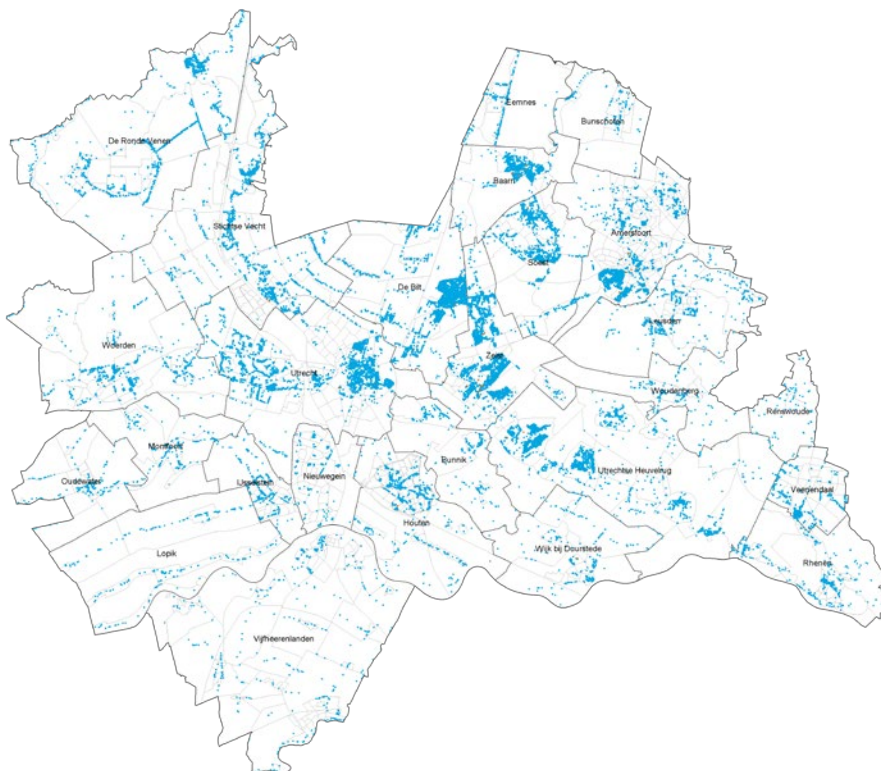 Eemnes
Bunschoten
De Ronde Venen
Baarn
Stichtse Vecht
Amersfoort
Soest
De Bilt
Leusden
Woerden
Zeist
Utrecht
Woudenberg
Renswoude
Montfoort
Bunnik
Utrechtse Heuvelrug
Oudewater
IJsselstein
Nieuwegein
Veenendaal
Houten
Lopik
Wijk bij Duurstede
Rhenen
Vijfheerenlanden